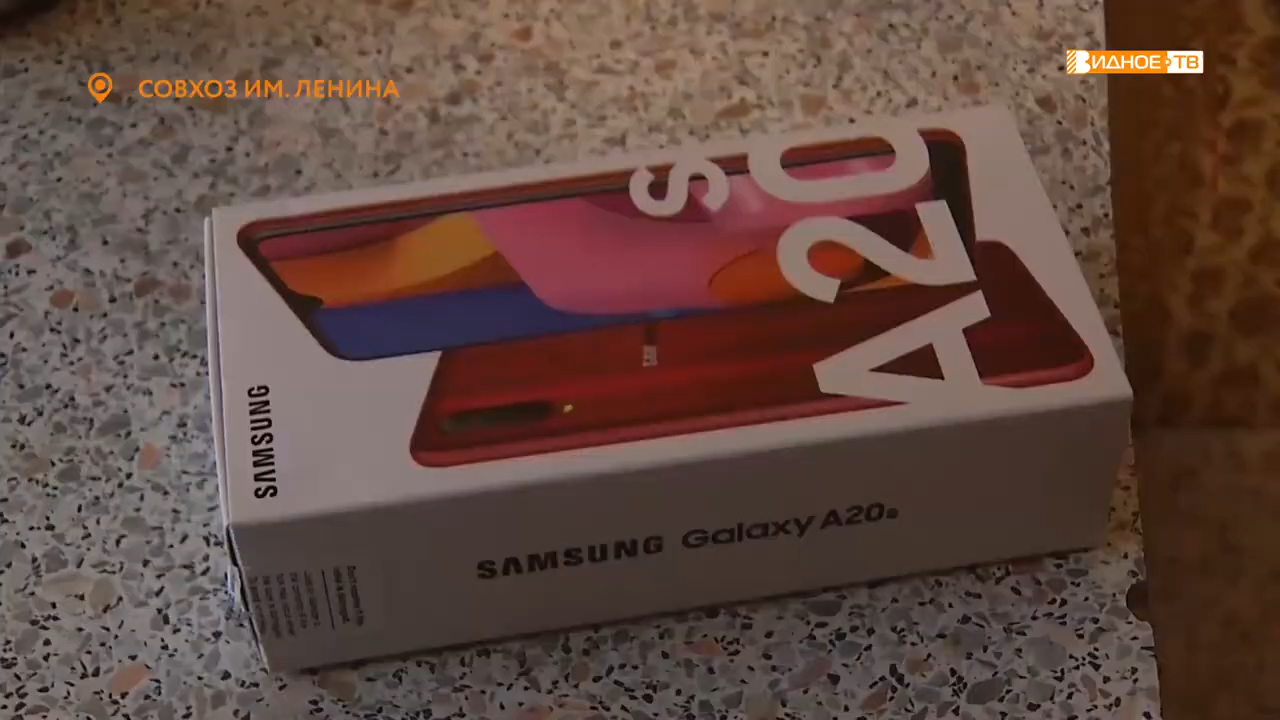 СОВХОЗ ИМ. ЛЕНИНА
ВИДНОЕ ТВ
A20s
SAMSUNG
SAMSUNG Galaxy A20s